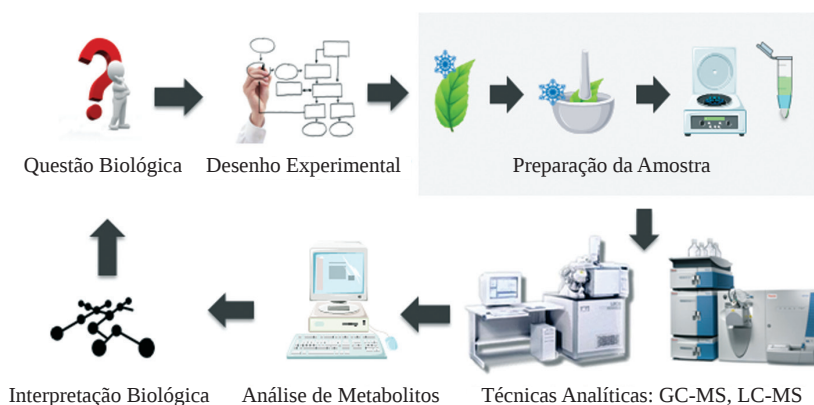 Questão Biológica
Desenho Experimental
Preparação da Amostra
Interpretação Biológica
Análise de Metabolitos
Técnicas Analíticas: GC-MS, LC-MS